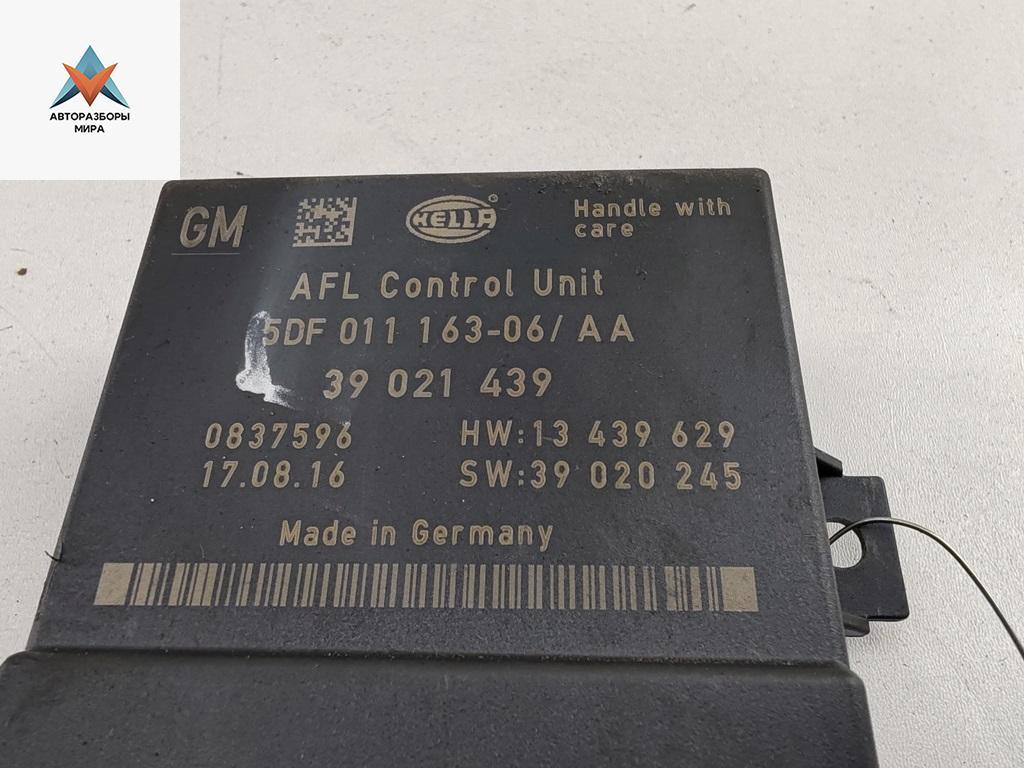 АВТОРАЗБОРЫ
МИРА
GM
HELLA®
Handle with
care
AFL Control Unit
5DF 011 163-06/AA
39 021 439
0837596 HW:13 439 629
17.08.16 SW:39 020 245
Made in Germany